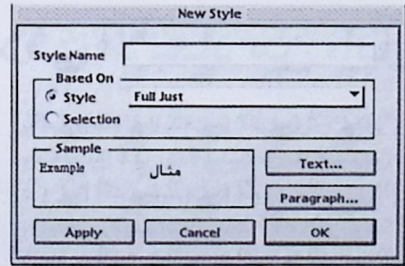 New Style
Style Name
Based On
Style Full Just
Selection
Sample
Example مثال
Text...
Paragraph...
Apply Cancel OK